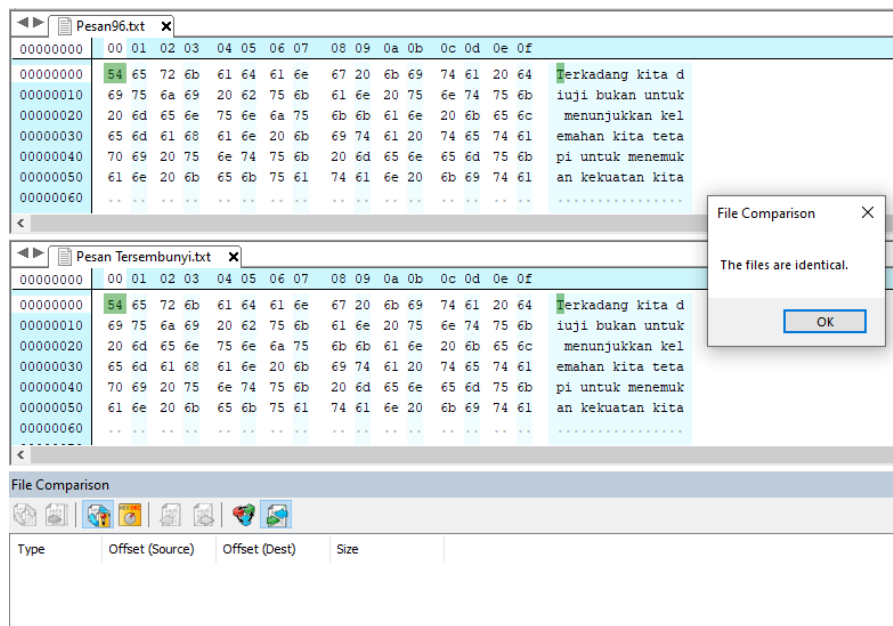 Pesan96.txt
00000000 00 01 02 03 04 05 06 07 08 09 0a 0b 0c 0d 0e 0f
00000000 54 65 72 6b 61 64 61 6e 67 20 6b 69 74 61 20 64 Terkadang kita d
00000010 69 75 6a 69 20 62 75 6b 61 6e 20 75 6e 74 75 6b iuji bukan untuk
00000020 20 6d 65 6e 75 6e 6a 75 6b 6b 61 6e 20 6b 65 6c menunjukkan kel
00000030 65 6d 61 68 61 6e 20 6b 69 74 61 20 74 65 74 61 emahan kita teta
00000040 70 69 20 75 6e 74 75 6b 20 6d 65 6e 65 6d 75 6b pi untuk menemuk
00000050 61 6e 20 6b 65 6b 75 61 74 61 6e 20 6b 69 74 61 an kekuatan kita
00000060 .. .. .. .. .. .. .. .. .. .. .. .. .. .. .. .. ................
File Comparison
The files are identical.
OK
Pesan Tersembunyi.txt
00000000 00 01 02 03 04 05 06 07 08 09 0a 0b 0c 0d 0e 0f
00000000 54 65 72 6b 61 64 61 6e 67 20 6b 69 74 61 20 64 Terkadang kita d
00000010 69 75 6a 69 20 62 75 6b 61 6e 20 75 6e 74 75 6b iuji bukan untuk
00000020 20 6d 65 6e 75 6e 6a 75 6b 6b 61 6e 20 6b 65 6c menunjukkan kel
00000030 65 6d 61 68 61 6e 20 6b 69 74 61 20 74 65 74 61 emahan kita teta
00000040 70 69 20 75 6e 74 75 6b 20 6d 65 6e 65 6d 75 6b pi untuk menemuk
00000050 61 6e 20 6b 65 6b 75 61 74 61 6e 20 6b 69 74 61 an kekuatan kita
00000060 .. .. .. .. .. .. .. .. .. .. .. .. .. .. .. .. ................
File Comparison
HEX DEC
Type Offset (Source) Offset (Dest) Size